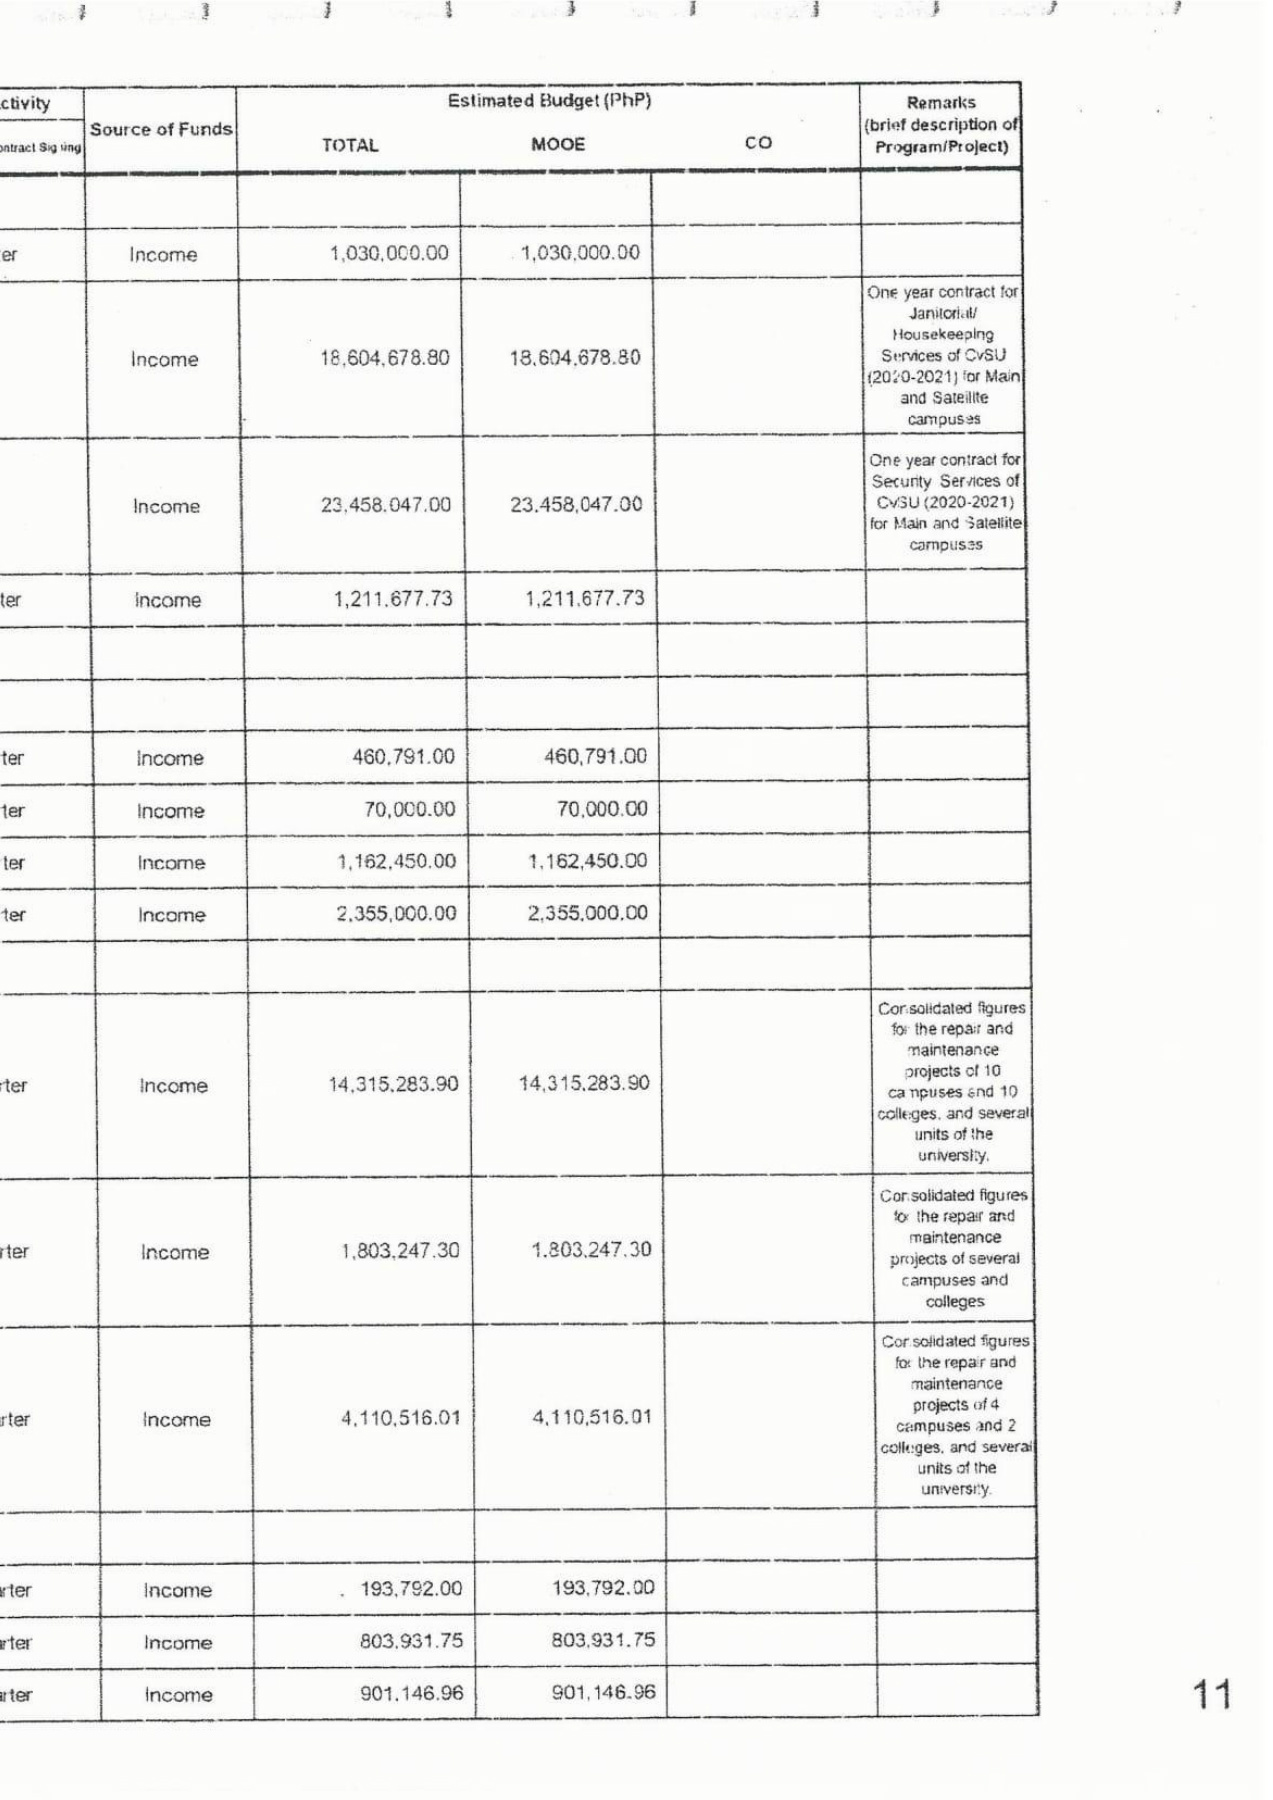 ctivity
Source of Funds
Estimated Budget (PhP)
Remarks
(brief description of
Program/Project)
ontract Signing
TOTAL MOOE CO
er Income 1,030,000.00 1,030,000.00
Income 18,604,678.80 18,604,678.80
One year contract for
Janitorial/
Housekeeping
Services of CvSU
(2020-2021) for Main
and Satellite
campuses
Income 23,458,047.00 23,458,047.00
One year contract for
Security Services of
CvSU (2020-2021)
for Main and Satellite
campuses
ter Income 1,211,677.73 1,211,677.73
ter Income 460,791.00 460,791.00
ter Income 70,000.00 70,000.00
ter Income 1,162,450.00 1,162,450.00
ter Income 2,355,000.00 2,355,000.00
rter Income 14,315,283.90 14,315,283.90
Consolidated figures
for the repair and
maintenance
projects of 10
campuses and 10
colleges, and several
units of the
university.
rter Income 1,803,247.30 1,803,247.30
Consolidated figures
for the repair and
maintenance
projects of several
campuses and
colleges
rter Income 4,110,516.01 4,110,516.01
Consolidated figures
for the repair and
maintenance
projects of 4
campuses and 2
colleges, and several
units of the
university.
rter Income 193,792.00 193,792.00
rter Income 803,931.75 803,931.75
rter Income 901,146.96 901,146.96
11